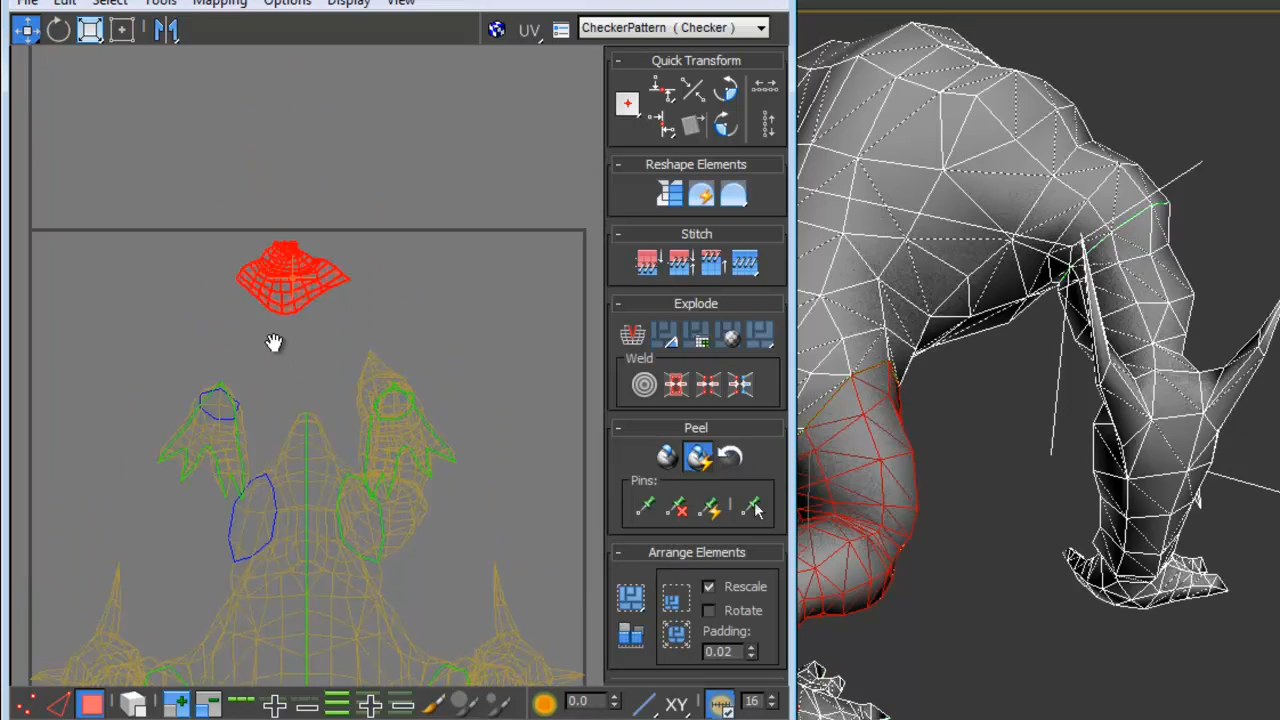 File Edit Select Tools Mapping Options Display View
UV CheckerPattern ( Checker )
Quick Transform
Reshape Elements
Stitch
Explode
Weld
Peel
Pins:
Arrange Elements
Rescale
Rotate
Padding:
0.02
0.0 XY 16